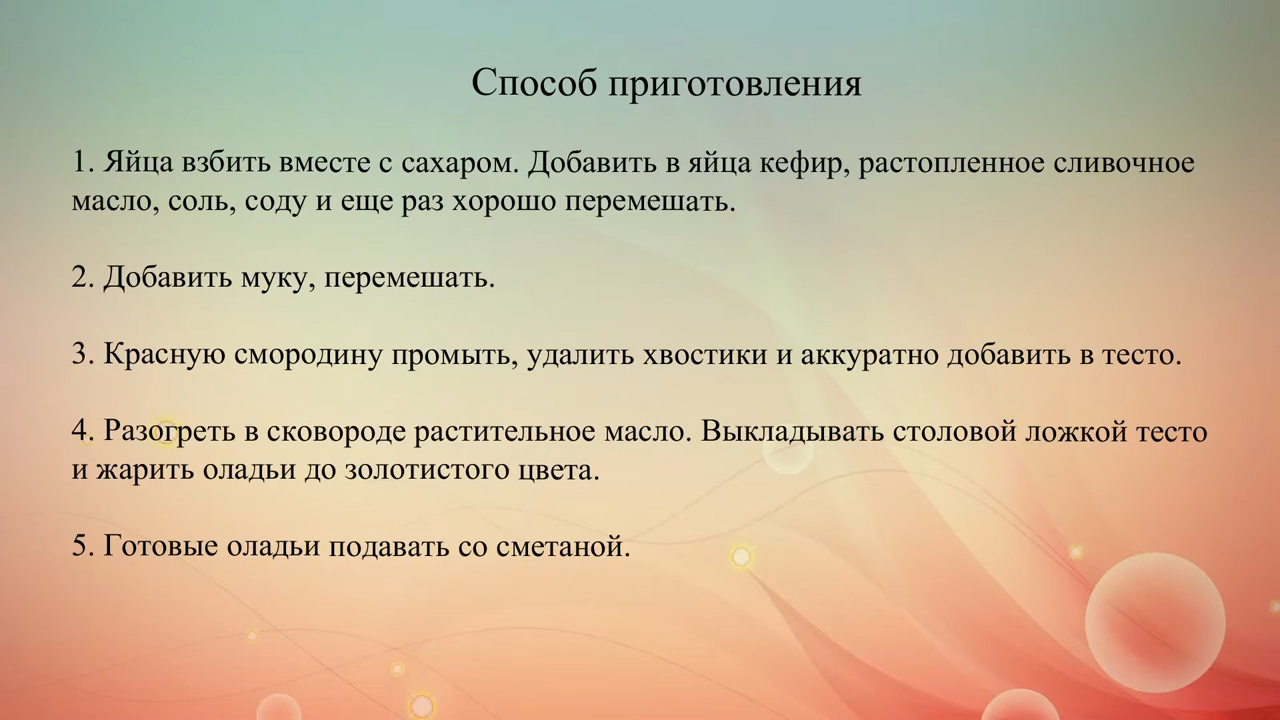 Способ приготовления
1. Яйца взбить вместе с сахаром. Добавить в яйца кефир, растопленное сливочное
масло, соль, соду и еще раз хорошо перемешать.
2. Добавить муку, перемешать.
3. Красную смородину промыть, удалить хвостики и аккуратно добавить в тесто.
4. Разогреть в сковороде растительное масло. Выкладывать столовой ложкой тесто
и жарить оладьи до золотистого цвета.
5. Готовые оладьи подавать со сметаной.